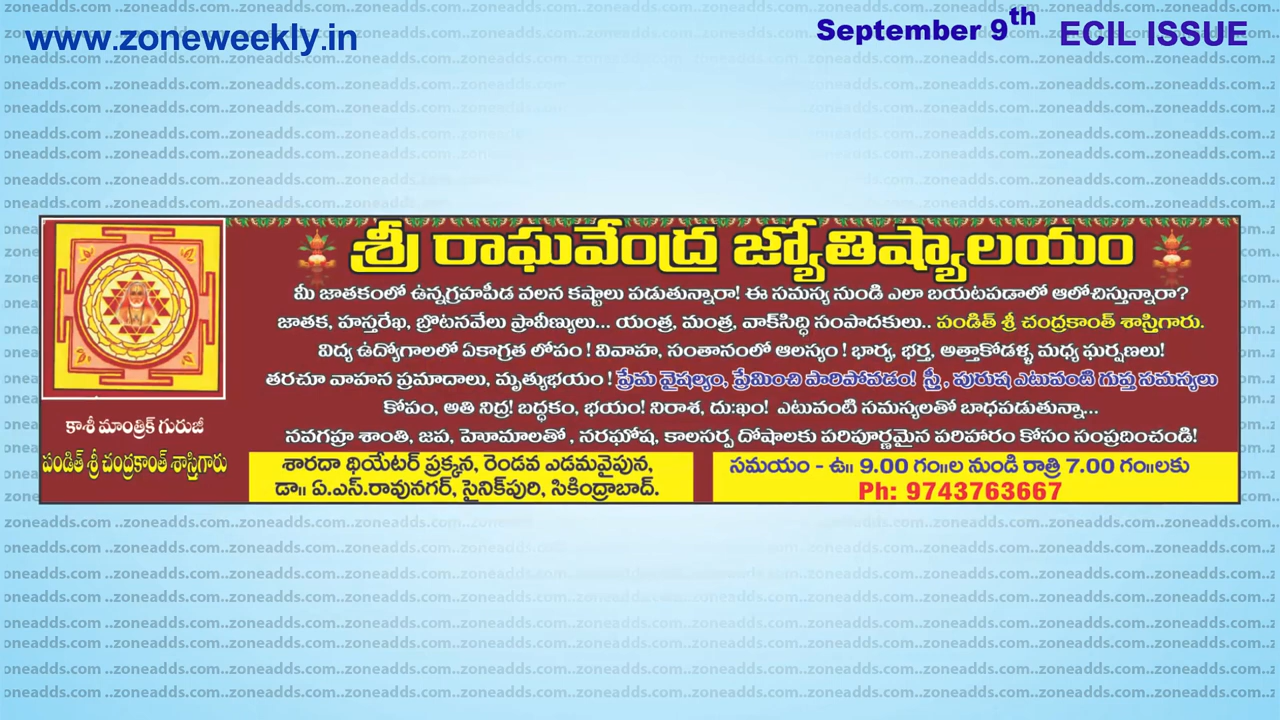 www.zoneweekly.in
September 9th ECIL ISSUE
శ్రీ రాఘవేంద్ర జ్యోతిష్యాలయం
మీ జాతకంలో ఉన్నగ్రహపీడ వలన కష్టాలు పడుతున్నారా! ఈ సమస్య నుండి ఎలా బయటపడాలో ఆలోచిస్తున్నారా?
జాతక, హస్తరేఖ, బ్రొటనవేలు ప్రావీణ్యులు... యంత్ర, మంత్ర, వాక్‌సిద్ధి సంపాదకులు.. పండిత్ శ్రీ చంద్రకాంత్ శాస్త్రిగారు.
విద్య ఉద్యోగాలలో ఏకాగ్రత లోపం! వివాహ, సంతానంలో ఆలస్యం! భార్య, భర్త, అత్తాకోడళ్ళ మధ్య ఘర్షణలు!
తరచూ వాహన ప్రమాదాలు, మృత్యుభయం! ప్రేమ వైషల్యం, ప్రేమించి పారిపోవడం! స్త్రీ, పురుష ఎటువంటి గుప్త సమస్యలు
కోపం, అతి నిద్ర! బద్ధకం, భయం! నిరాశ, దు:ఖం! ఎటువంటి సమస్యలతో బాధపడుతున్నా...
నవగ్రహ శాంతి, జప, హోమాలతో, నరఘోష, కాలసర్ప దోషాలకు పరిపూర్ణమైన పరిహారం కోసం సంప్రదించండి!
కాశీ మాంత్రిక్ గురుజీ
పండిత్ శ్రీ చంద్రకాంత్ శాస్త్రిగారు
శారదా థియేటర్ ప్రక్కన, రెండవ ఎడమవైపున,
డా॥ ఏ.ఎస్.రావునగర్, సైనిక్‌పురి, సికింద్రాబాద్.
సమయం - ఉ॥ 9.00 గం॥ల నుండి రాత్రి 7.00 గం॥లకు
Ph: 9743763667